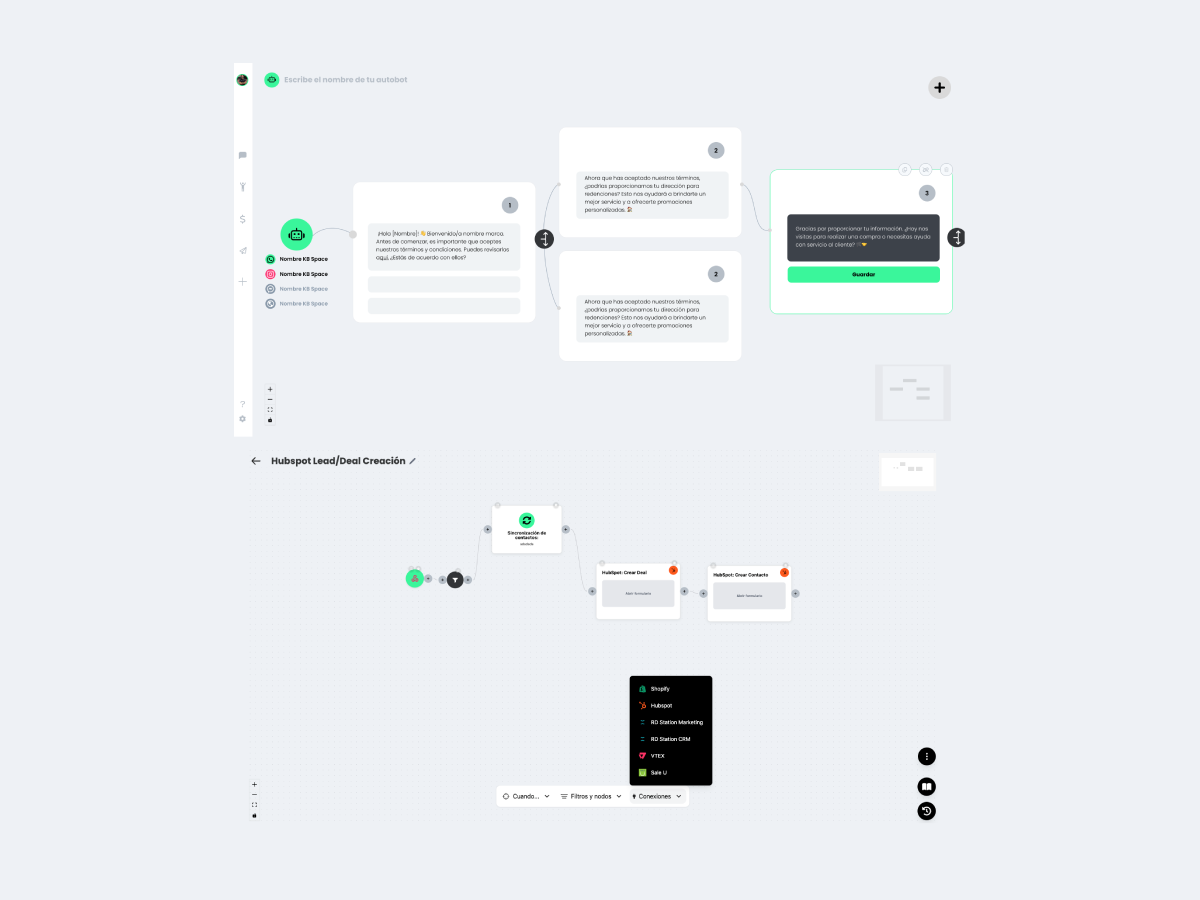 Escribe el nombre de tu autobot
Nombre KB Space
Nombre KB Space
Nombre KB Space
Nombre KB Space
1
¡Hola [Nombre]! 👋 Bienvenido/a nombre marca.
Antes de comenzar, es importante que aceptes
nuestros términos y condiciones. Puedes revisarlos
aquí. ¿Estás de acuerdo con ellos?
2
Ahora que has aceptado nuestros términos,
¿podrías proporcionarnos tu dirección para
redenciones? Esto nos ayudará a brindarte un
mejor servicio y a ofrecerte promociones
personalizadas.
2
Ahora que has aceptado nuestros términos,
¿podrías proporcionarnos tu dirección para
redenciones? Esto nos ayudará a brindarte un
mejor servicio y a ofrecerte promociones
personalizadas.
3
Gracias por proporcionar tu información. ¿Hay nos
visitas para realizar una compra o necesitas ayuda
con servicio al cliente?
Guardar
Hubspot Lead/Deal Creación
Sincronización de
contactos:
HubSpot: Crear Deal
Abrir formulario
HubSpot: Crear Contacto
Abrir formulario
Shopify
Hubspot
RD Station Marketing
RD Station CRM
VTEX
Sale U
Cuando...
Filtros y nodos
Conexiones